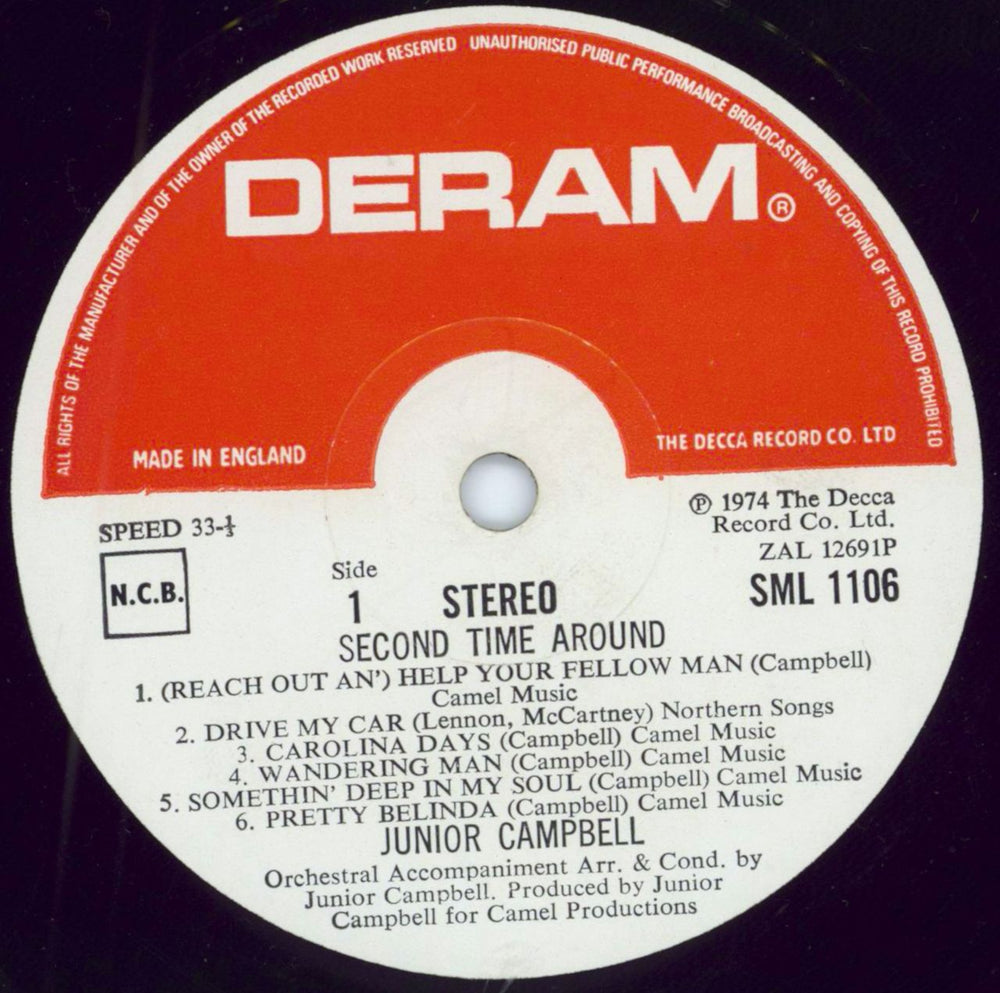 ALL RIGHTS OF THE MANUFACTURER AND OF THE OWNER OF THE RECORDED WORK RESERVED UNAUTHORISED PUBLIC PERFORMANCE BROADCASTING AND COPYING OF THIS RECORD PROHIBITED
DERAM®
MADE IN ENGLAND
THE DECCA RECORD CO. LTD
SPEED 33-⅓
N.C.B.
℗ 1974 The Decca
Record Co. Ltd.
ZAL 12691P
SML 1106
Side
1 STEREO
SECOND TIME AROUND
1. (REACH OUT AN') HELP YOUR FELLOW MAN (Campbell)
Camel Music
2. DRIVE MY CAR (Lennon, McCartney) Northern Songs
3. CAROLINA DAYS (Campbell) Camel Music
4. WANDERING MAN (Campbell) Camel Music
5. SOMETHIN' DEEP IN MY SOUL (Campbell) Camel Music
6. PRETTY BELINDA (Campbell) Camel Music
JUNIOR CAMPBELL
Orchestral Accompaniment Arr. & Cond. by
Junior Campbell. Produced by Junior
Campbell for Camel Productions